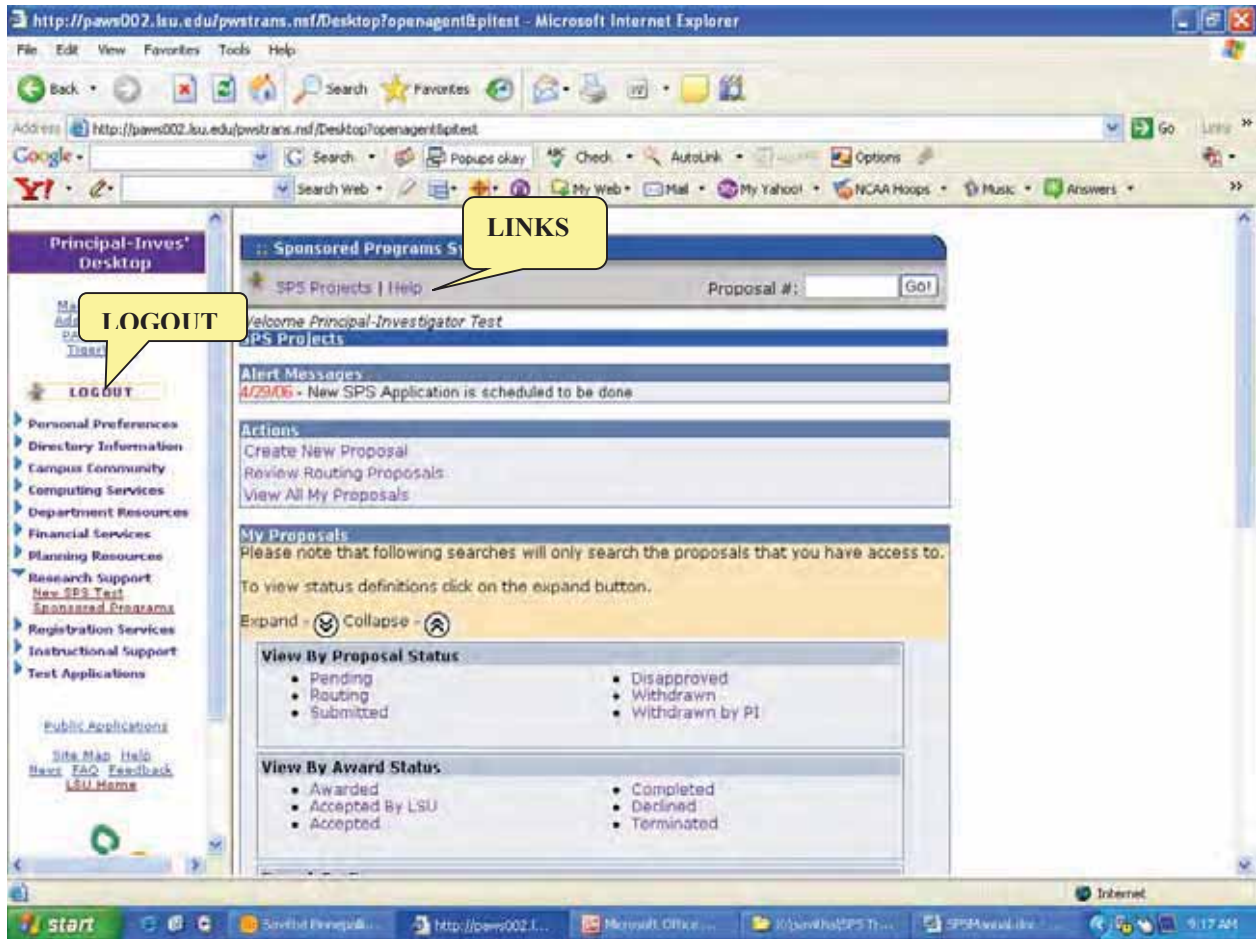 http://paws002.lsu.edu/pwstrans.nsf/Desktop?openagent&pitest - Microsoft Internet Explorer
File Edit View Favorites Tools Help
Back Search Favorites
Address http://paws002.lsu.edu/pwstrans.nsf/Desktop?openagent&pitest Go Links »
Google Search Popups okay Check AutoLink Options
Y! Search Web My Web Mail My Yahoo! NCAA Hoops Music Answers »
LINKS
LOGOUT
Principal-Inves'
Desktop
LOGOUT
Personal Preferences
Directory Information
Campus Community
Computing Services
Department Resources
Financial Services
Planning Resources
Research Support
New SPS Test
Sponsored Programs
Registration Services
Instructional Support
Test Applications
Public Applications
Site Map Help
News FAQ Feedback
LSU Home
:: Sponsored Programs
SPS Projects | Help Proposal #: Go!
Welcome Principal-Investigator Test
SPS Projects
Alert Messages
4/29/06 - New SPS Application is scheduled to be done
Actions
Create New Proposal
Review Routing Proposals
View All My Proposals
My Proposals
Please note that following searches will only search the proposals that you have access to.
To view status definitions click on the expand button.
Expand - Collapse -
View By Proposal Status
• Pending • Disapproved
• Routing • Withdrawn
• Submitted • Withdrawn by PI
View By Award Status
• Awarded • Completed
• Accepted By LSU • Declined
• Accepted • Terminated
Internet
start http://paws002.l... Microsoft Office ... 9:17 AM